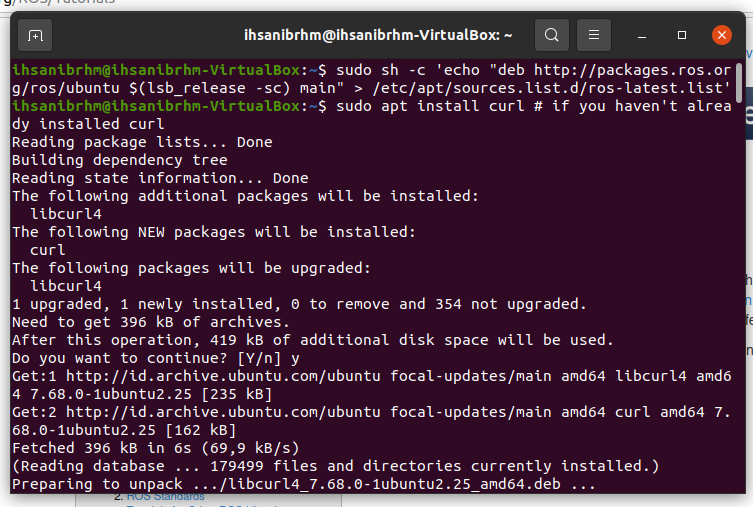 g/ROS/Tutorials
ihsanibrhm@ihsanibrhm-VirtualBox: ~
ihsanibrhm@ihsanibrhm-VirtualBox:~$ sudo sh -c 'echo "deb http://packages.ros.or
g/ros/ubuntu $(lsb_release -sc) main" > /etc/apt/sources.list.d/ros-latest.list'
ihsanibrhm@ihsanibrhm-VirtualBox:~$ sudo apt install curl # if you haven't alrea
dy installed curl
Reading package lists... Done
Building dependency tree
Reading state information... Done
The following additional packages will be installed:
  libcurl4
The following NEW packages will be installed:
  curl
The following packages will be upgraded:
  libcurl4
1 upgraded, 1 newly installed, 0 to remove and 354 not upgraded.
Need to get 396 kB of archives.
After this operation, 419 kB of additional disk space will be used.
Do you want to continue? [Y/n] y
Get:1 http://id.archive.ubuntu.com/ubuntu focal-updates/main amd64 libcurl4 amd6
4 7.68.0-1ubuntu2.25 [235 kB]
Get:2 http://id.archive.ubuntu.com/ubuntu focal-updates/main amd64 curl amd64 7.
68.0-1ubuntu2.25 [162 kB]
Fetched 396 kB in 6s (69,9 kB/s)
(Reading database ... 179499 files and directories currently installed.)
Preparing to unpack .../libcurl4_7.68.0-1ubuntu2.25_amd64.deb ...
2. ROS Standards